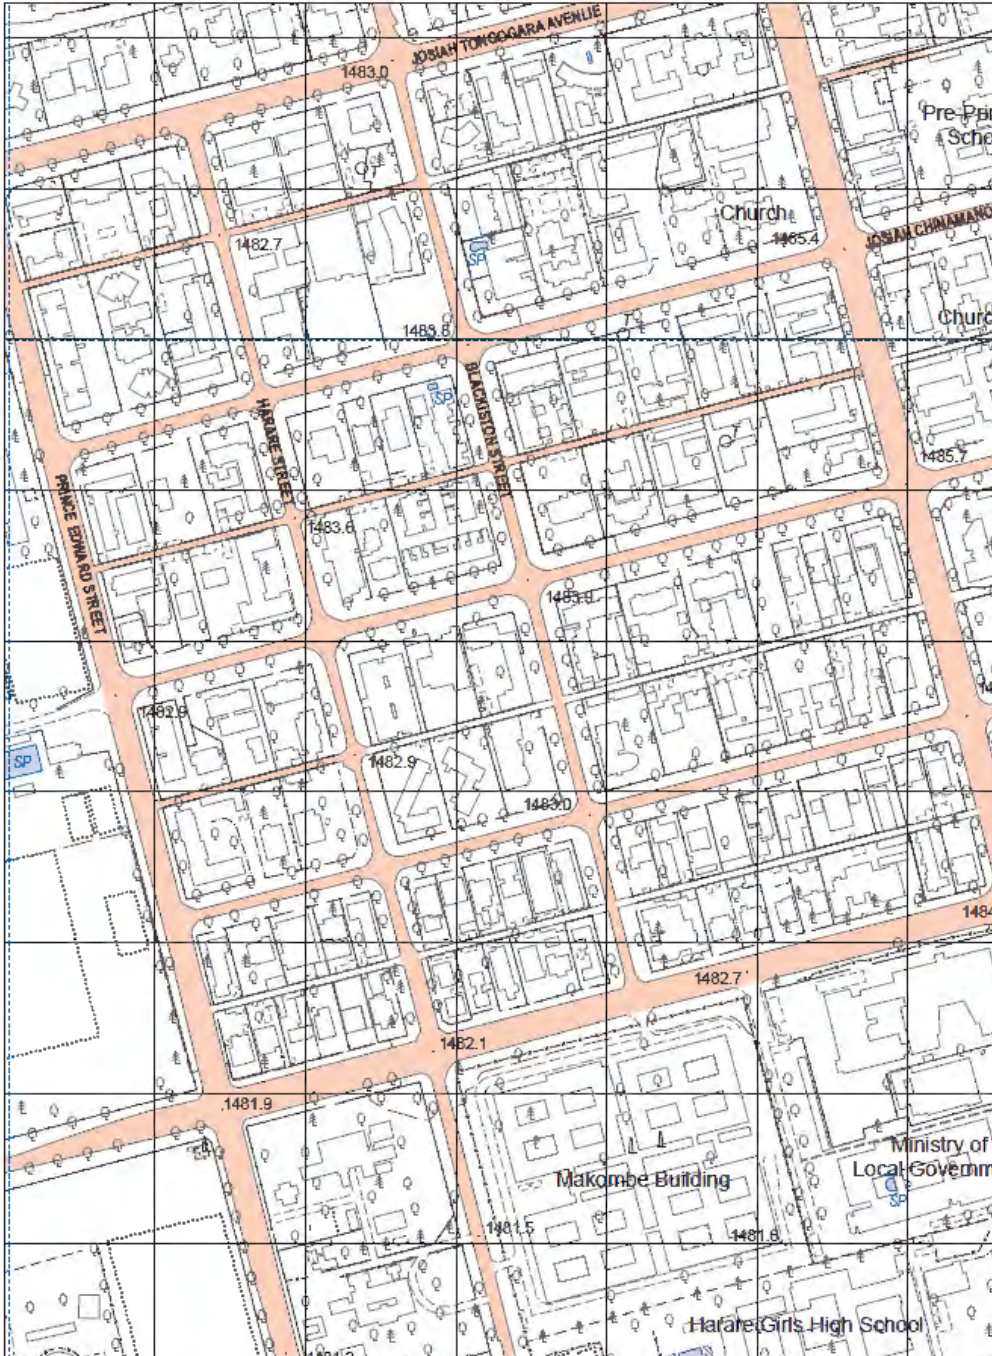 JOSIAH TONGOGARA AVENUE
1483.0
Pre-Pri
Scho
Church
1485.4
JOSIAH CHINAMANO
1482.7
SP
Churc
1483.8
SP
BLACKISTON STREET
HARARE STREET
1485.7
PRINCE EDWARD STREET
1483.6
1483.9
1482.9
SP
1482.9
1483.0
1484
1482.7
1482.1
1481.9
Ministry of
Local Governm
Makombe Building
SP
1481.5
1481.6
Harare Girls High School